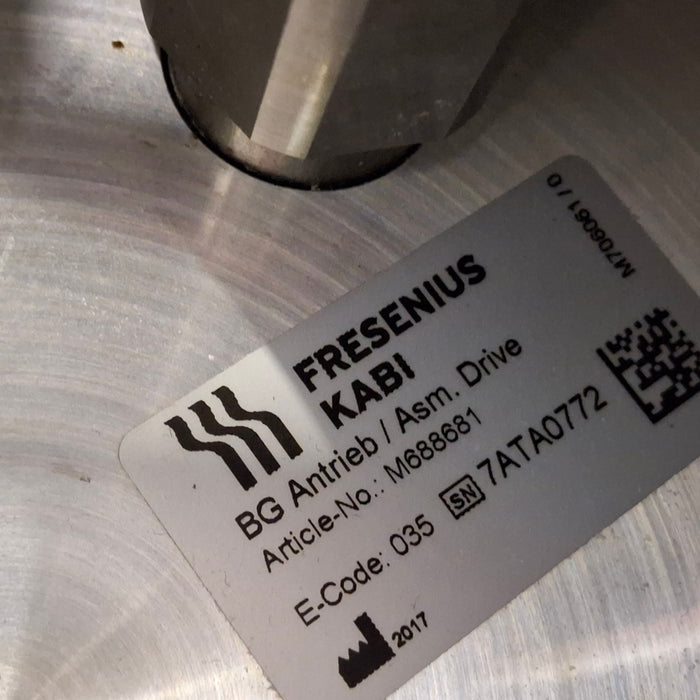 FRESENIUS
KABI
BG Antrieb / Asm. Drive
Article-No.: M688681
E-Code: 035 SN 7ATA0772
2017
M706061 / 0